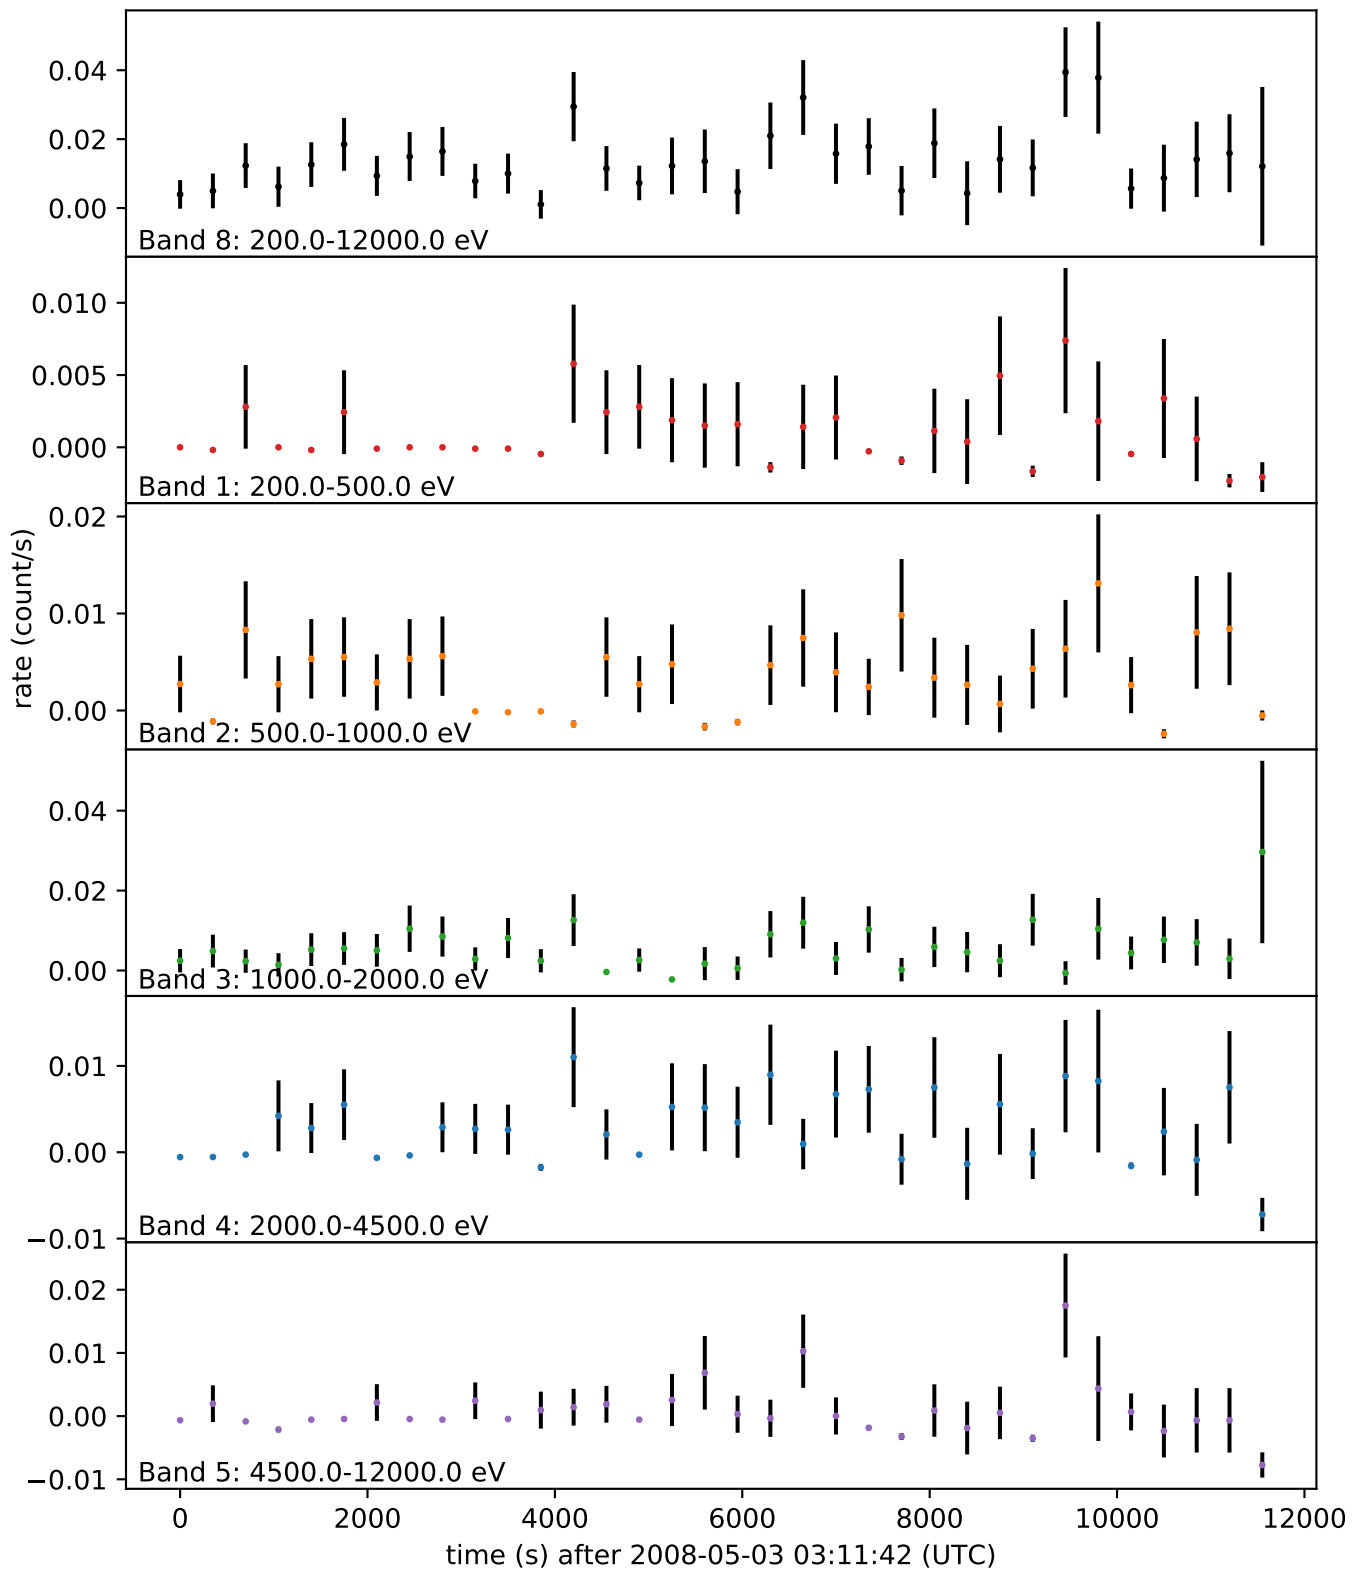 0.04
0.02
0.00
Band 8: 200.0-12000.0 eV
0.010
0.005
0.000
Band 1: 200.0-500.0 eV
rate (count/s)
0.02
0.01
0.00
Band 2: 500.0-1000.0 eV
0.04
0.02
0.00
Band 3: 1000.0-2000.0 eV
0.01
0.00
−0.01
Band 4: 2000.0-4500.0 eV
0.02
0.01
0.00
−0.01
Band 5: 4500.0-12000.0 eV
0 2000 4000 6000 8000 10000 12000
time (s) after 2008-05-03 03:11:42 (UTC)